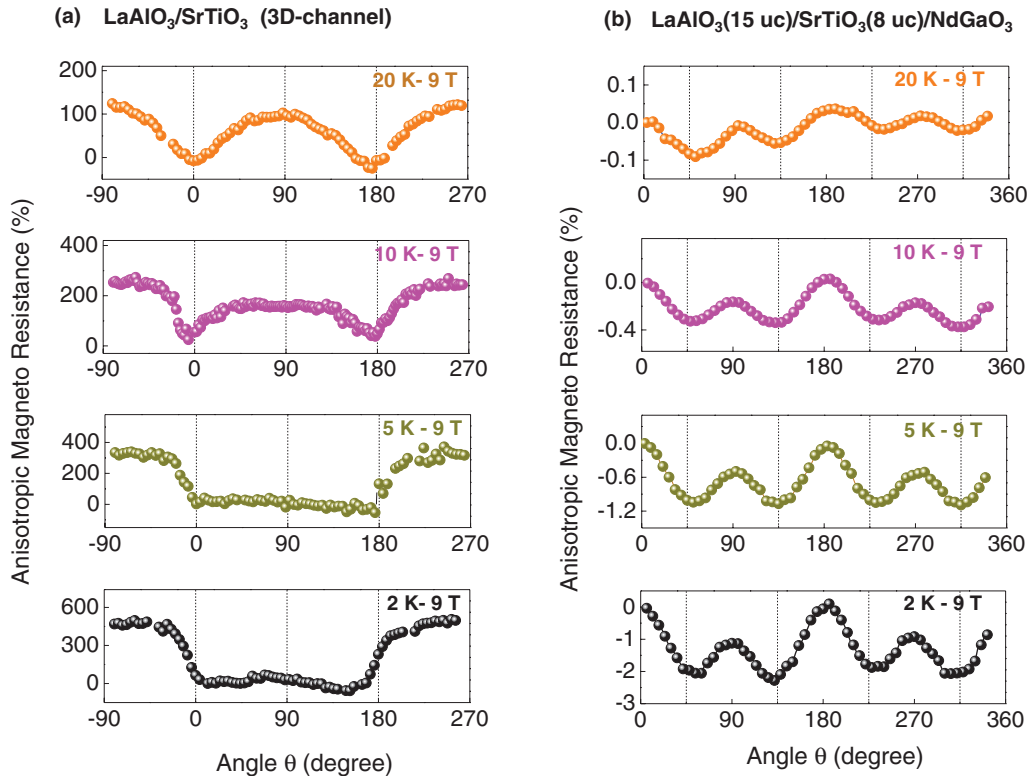 (a) LaAlO₃/SrTiO₃ (3D-channel)
Anisotropic Magneto Resistance (%)
20 K- 9 T
200
100
0
-90 0 90 180 270
10 K- 9 T
400
200
0
-90 0 90 180 270
5 K - 9 T
400
200
0
-90 0 90 180 270
2 K- 9 T
600
300
0
-90 0 90 180 270
Angle θ (degree)
(b) LaAlO₃(15 uc)/SrTiO₃(8 uc)/NdGaO₃
Anisotropic Magneto Resistance (%)
20 K - 9 T
0.1
0.0
-0.1
0 90 180 270 360
10 K - 9 T
0.0
-0.4
0 90 180 270 360
5 K - 9 T
0.0
-0.6
-1.2
0 90 180 270 360
2 K - 9 T
0
-1
-2
-3
0 90 180 270 360
Angle θ (degree)